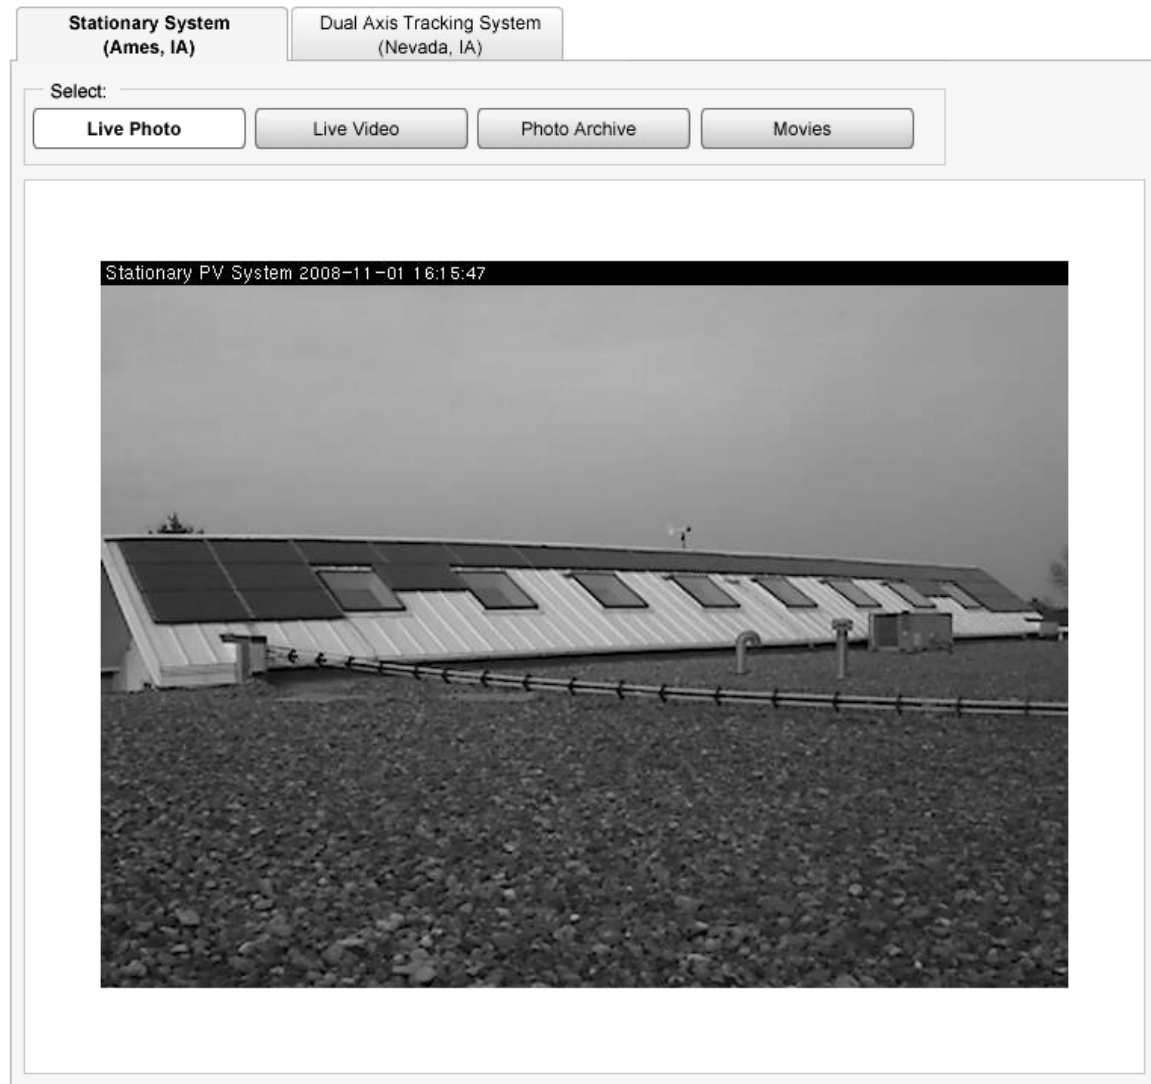 Stationary System
(Ames, IA)
Dual Axis Tracking System
(Nevada, IA)
Select:
Live Photo
Live Video
Photo Archive
Movies
Stationary PV System 2008-11-01 16:15:47